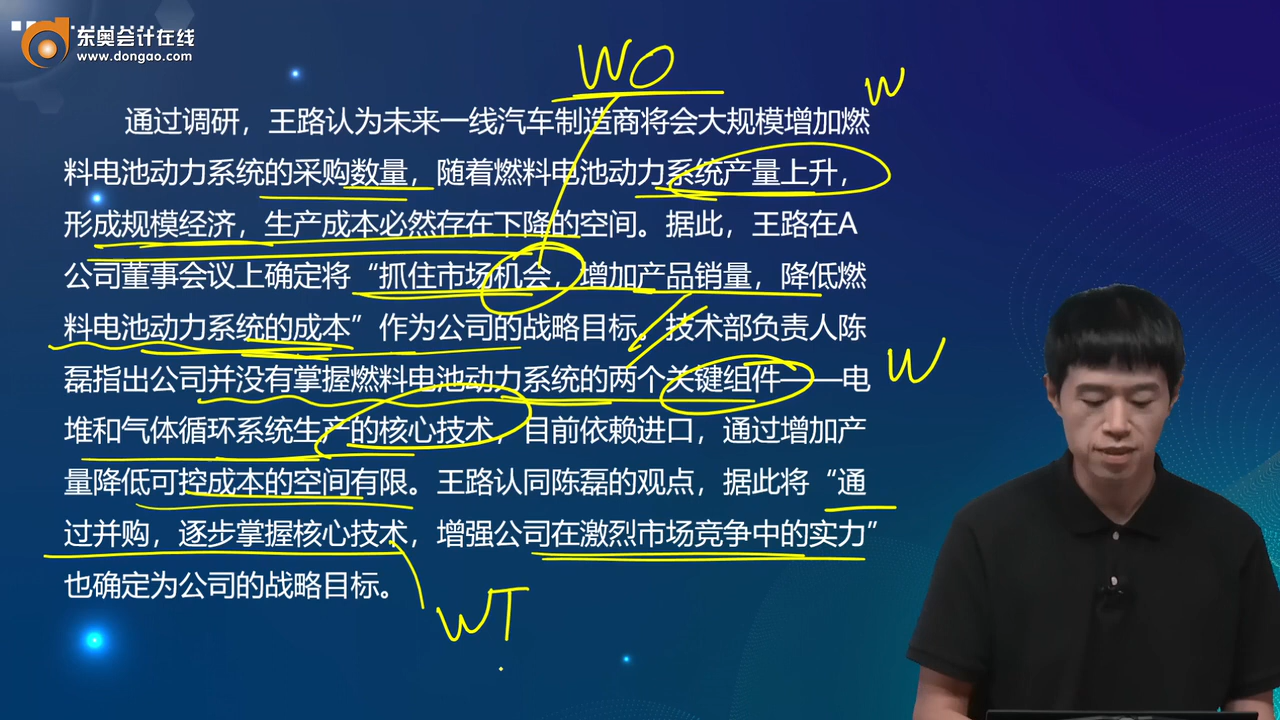 东奥会计在线
www.dongao.com
WO
W
通过调研，王路认为未来一线汽车制造商将会大规模增加燃
料电池动力系统的采购数量，随着燃料电池动力系统产量上升，
形成规模经济，生产成本必然存在下降的空间。据此，王路在A
公司董事会议上确定将“抓住市场机会，增加产品销量，降低燃
料电池动力系统的成本”作为公司的战略目标。技术部负责人陈
磊指出公司并没有掌握燃料电池动力系统的两个关键组件——电
W
堆和气体循环系统生产的核心技术，目前依赖进口，通过增加产
量降低可控成本的空间有限。王路认同陈磊的观点，据此将“通
过并购，逐步掌握核心技术，增强公司在激烈市场竞争中的实力”
也确定为公司的战略目标。
WT